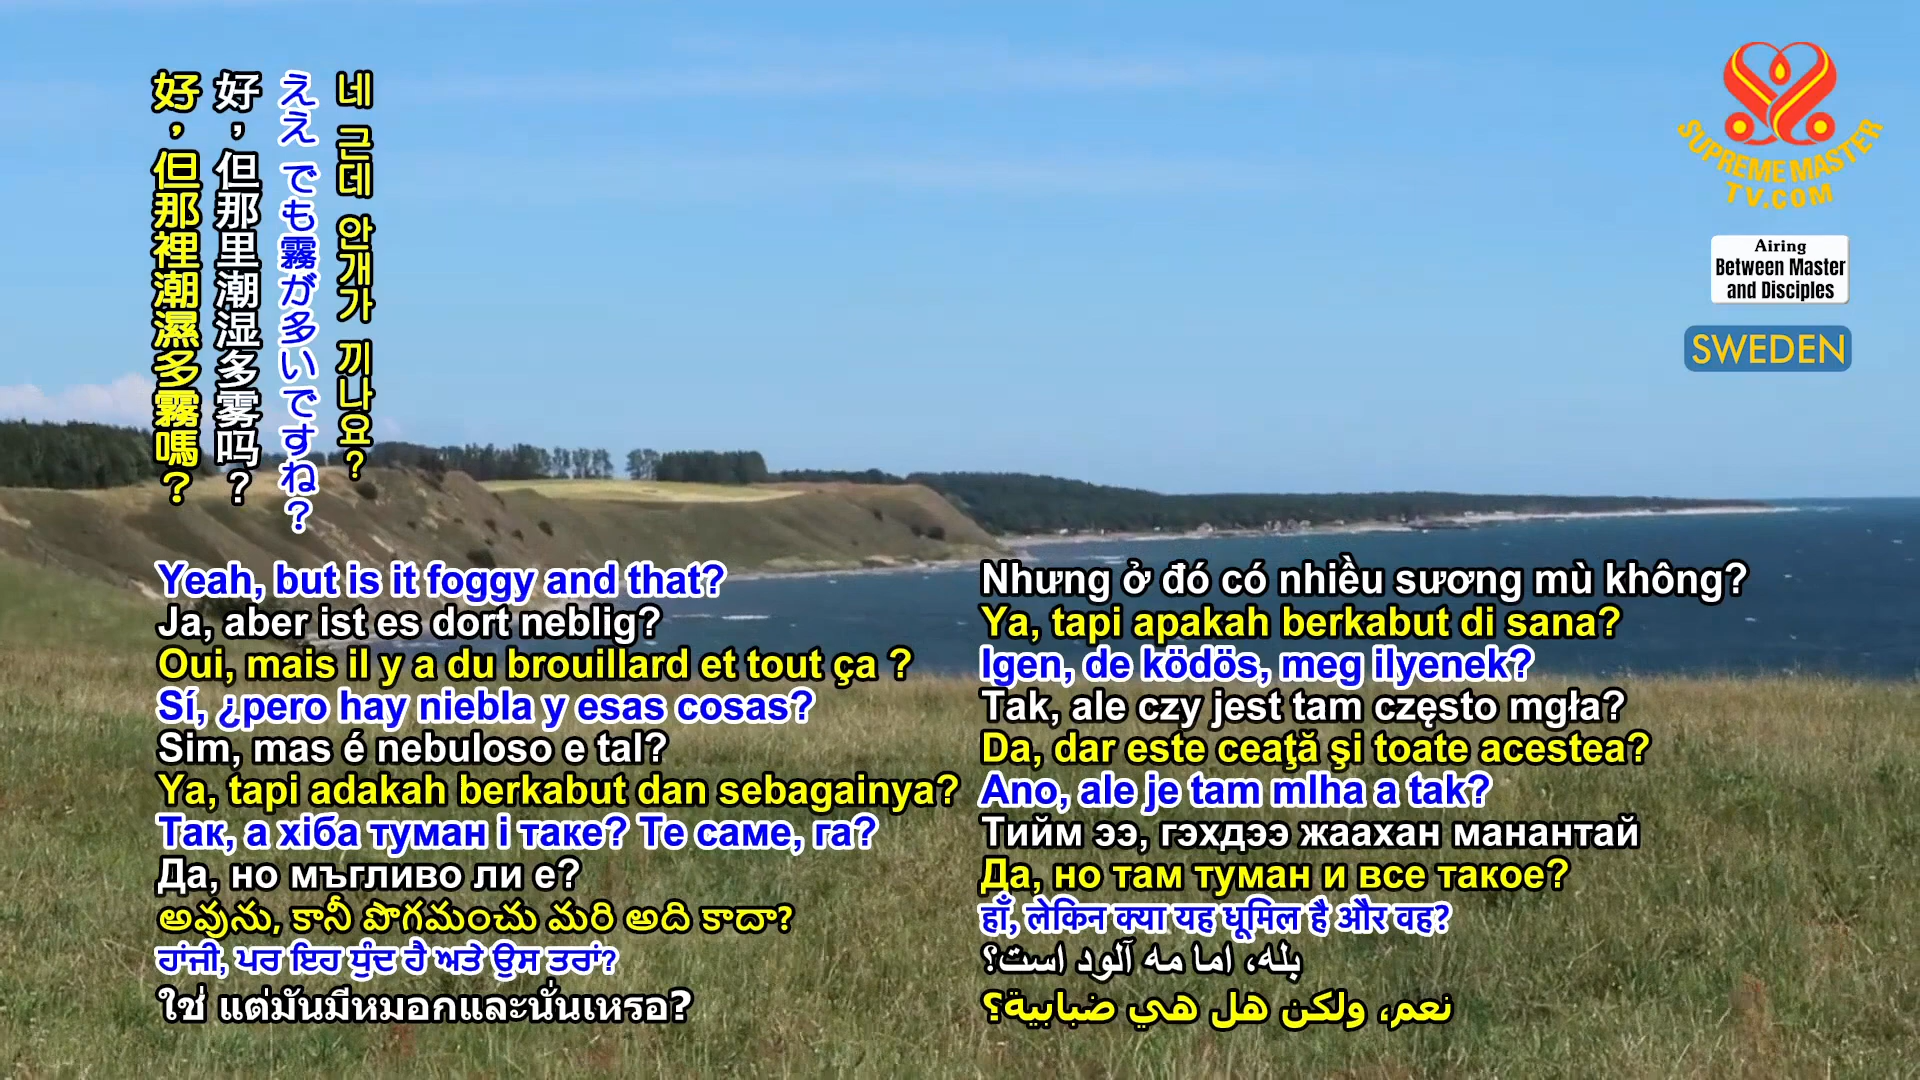 好，但那裡潮濕多霧嗎？
好，但那里潮湿多雾吗？
ええ でも霧が多いですね？
네 근데 안개가 끼나요?
SUPREME MASTER
TV.COM
Airing
Between Master
and Disciples
SWEDEN
Yeah, but is it foggy and that?
Ja, aber ist es dort neblig?
Oui, mais il y a du brouillard et tout ça ?
Sí, ¿pero hay niebla y esas cosas?
Sim, mas é nebuloso e tal?
Ya, tapi adakah berkabut dan sebagainya?
Так, а хіба туман і таке? Те саме, га?
Да, но мъгливо ли е?
అవును, కానీ పొగమంచు మరి అది కాదా?
ਹਾਂਜੀ, ਪਰ ਇਹ ਧੁੰਦ ਹੈ ਅਤੇ ਉਸ ਤਰਾਂ?
ใช่ แต่มันมีหมอกและนั่นเหรอ?
Nhưng ở đó có nhiều sương mù không?
Ya, tapi apakah berkabut di sana?
Igen, de ködös, meg ilyenek?
Tak, ale czy jest tam często mgła?
Da, dar este ceaţă şi toate acestea?
Ano, ale je tam mlha a tak?
Тийм ээ, гэхдээ жаахан манантай
Да, но там туман и все такое?
हाँ, लेकिन क्या यह धूमिल है और वह?
بله، اما مه آلود است؟
نعم، ولكن هل هي ضبابية؟